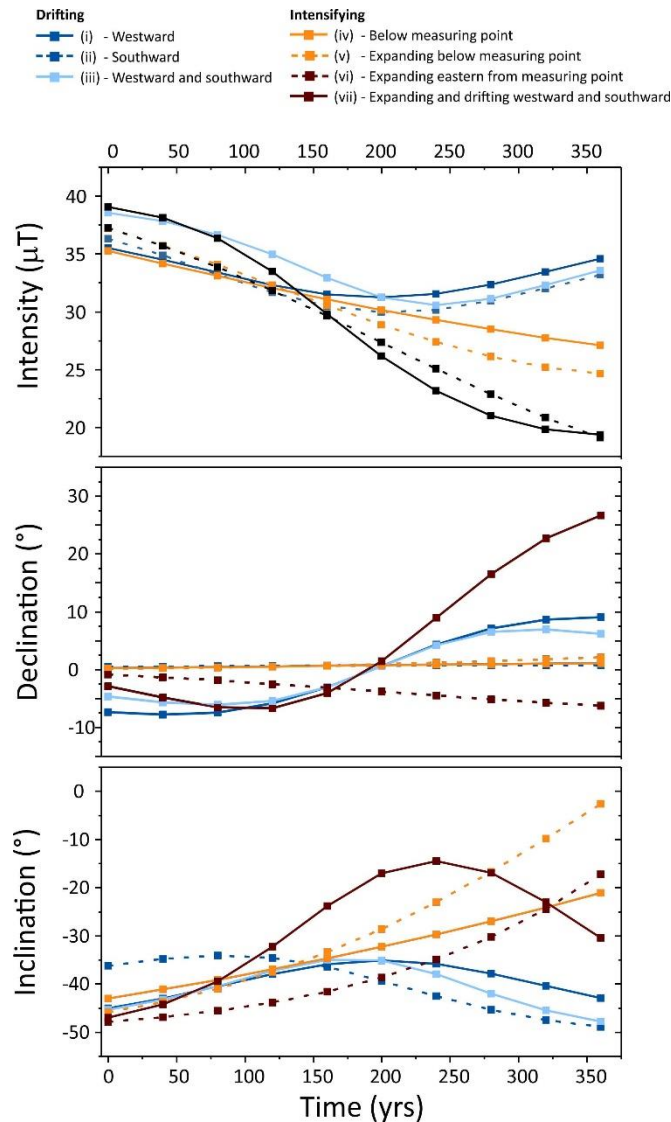 Drifting
(i) - Westward
(ii) - Southward
(iii) - Westward and southward
Intensifying
(iv) - Below measuring point
(v) - Expanding below measuring point
(vi) - Expanding eastern from measuring point
(vii) - Expanding and drifting westward and southward
0 50 100 150 200 250 300 350
Intensity (µT)
40
35
30
25
20
Declination (°)
30
20
10
0
-10
Inclination (°)
0
-10
-20
-30
-40
-50
0 50 100 150 200 250 300 350
Time (yrs)